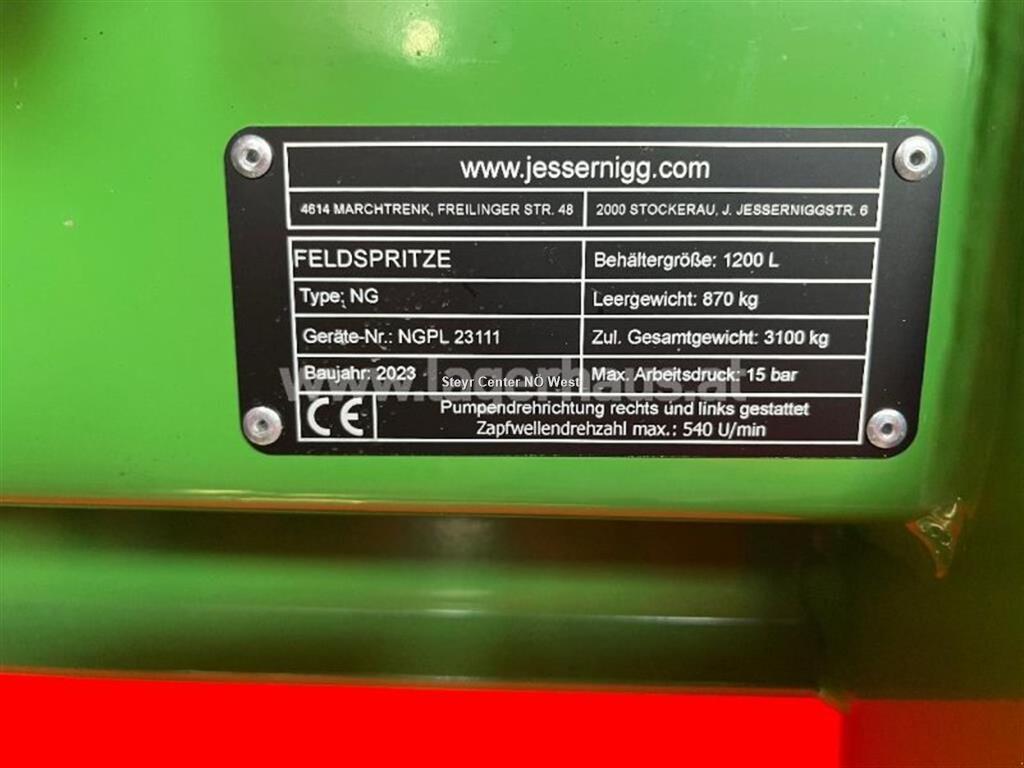 www.jessernigg.com
4614 MARCHTRENK, FREILINGER STR. 48 2000 STOCKERAU, J. JESSERNIGGSTR. 6
FELDSPRITZE Behältergröße: 1200 L
Type: NG Leergewicht: 870 kg
Geräte-Nr.: NGPL 23111 Zul. Gesamtgewicht: 3100 kg
Baujahr: 2023 Max. Arbeitsdruck: 15 bar
www.lagerhaus.at
Steyr Center NÖ West
CE Pumpendrehrichtung rechts und links gestattet
Zapfwellendrehzahl max.: 540 U/min